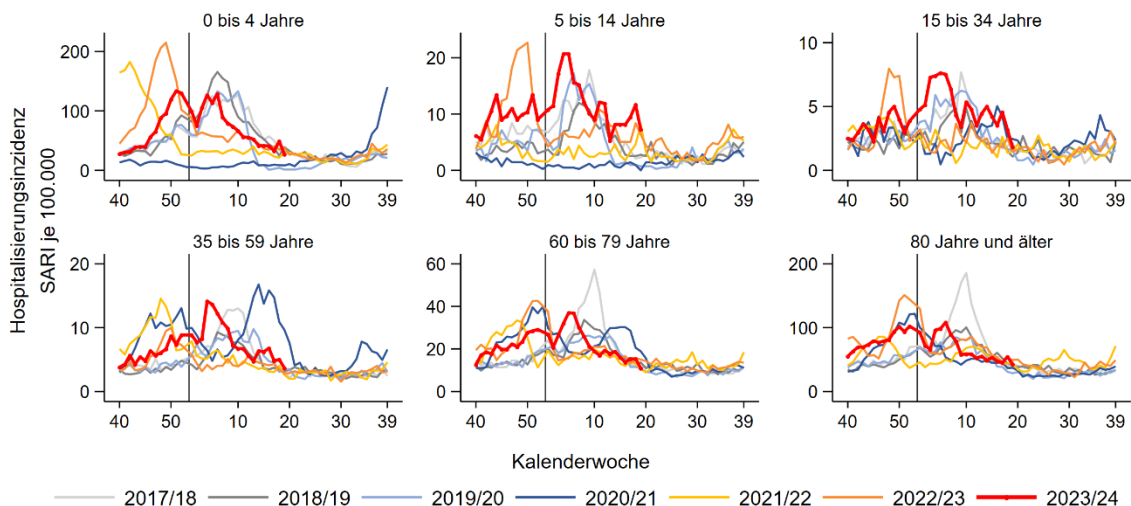 0 bis 4 Jahre
5 bis 14 Jahre
15 bis 34 Jahre
Hospitalisierungsinzidenz
SARI je 100.000
200
100
0
40 50 10 20 30 39
20
10
0
40 50 10 20 30 39
10
5
0
40 50 10 20 30 39
35 bis 59 Jahre
60 bis 79 Jahre
80 Jahre und älter
20
10
0
40 50 10 20 30 39
60
40
20
0
40 50 10 20 30 39
200
100
0
40 50 10 20 30 39
Kalenderwoche
2017/18 2018/19 2019/20 2020/21 2021/22 2022/23 2023/24